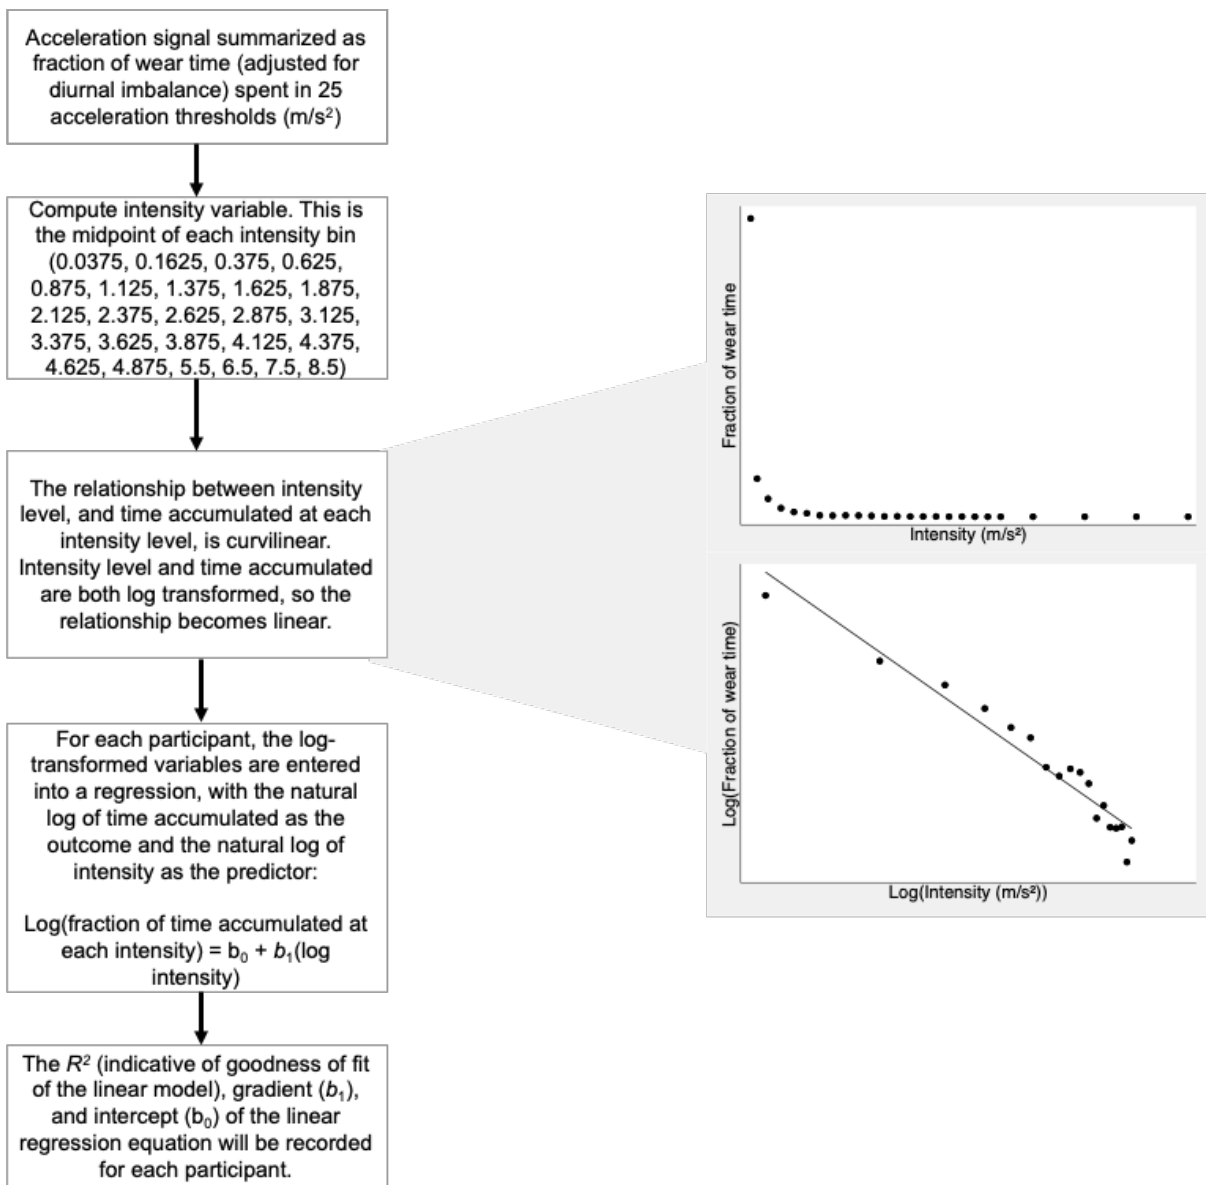 Acceleration signal summarized as
fraction of wear time (adjusted for
diurnal imbalance) spent in 25
acceleration thresholds (m/s²)
Compute intensity variable. This is
the midpoint of each intensity bin
(0.0375, 0.1625, 0.375, 0.625,
0.875, 1.125, 1.375, 1.625, 1.875,
2.125, 2.375, 2.625, 2.875, 3.125,
3.375, 3.625, 3.875, 4.125, 4.375,
4.625, 4.875, 5.5, 6.5, 7.5, 8.5)
The relationship between intensity
level, and time accumulated at each
intensity level, is curvilinear.
Intensity level and time accumulated
are both log transformed, so the
relationship becomes linear.
For each participant, the log-
transformed variables are entered
into a regression, with the natural
log of time accumulated as the
outcome and the natural log of
intensity as the predictor:
Log(fraction of time accumulated at
each intensity) = b₀ + b₁(log
intensity)
The R² (indicative of goodness of fit
of the linear model), gradient (b₁),
and intercept (b₀) of the linear
regression equation will be recorded
for each participant.
Fraction of wear time
Intensity (m/s²)
Log(Fraction of wear time)
Log(Intensity (m/s²))